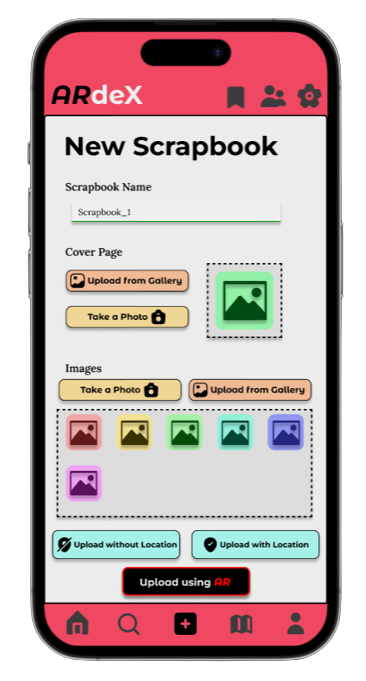 ARdeX
New Scrapbook
Scrapbook Name
Scrapbook_1
Cover Page
Upload from Gallery
Take a Photo
Images
Take a Photo
Upload from Gallery
Upload without Location
Upload with Location
Upload using AR